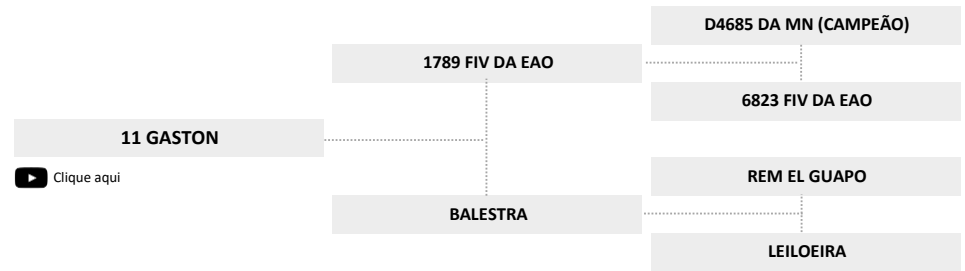 D4685 DA MN (CAMPEÃO)
1789 FIV DA EAO
6823 FIV DA EAO
11 GASTON
Clique aqui
REM EL GUAPO
BALESTRA
LEILOEIRA